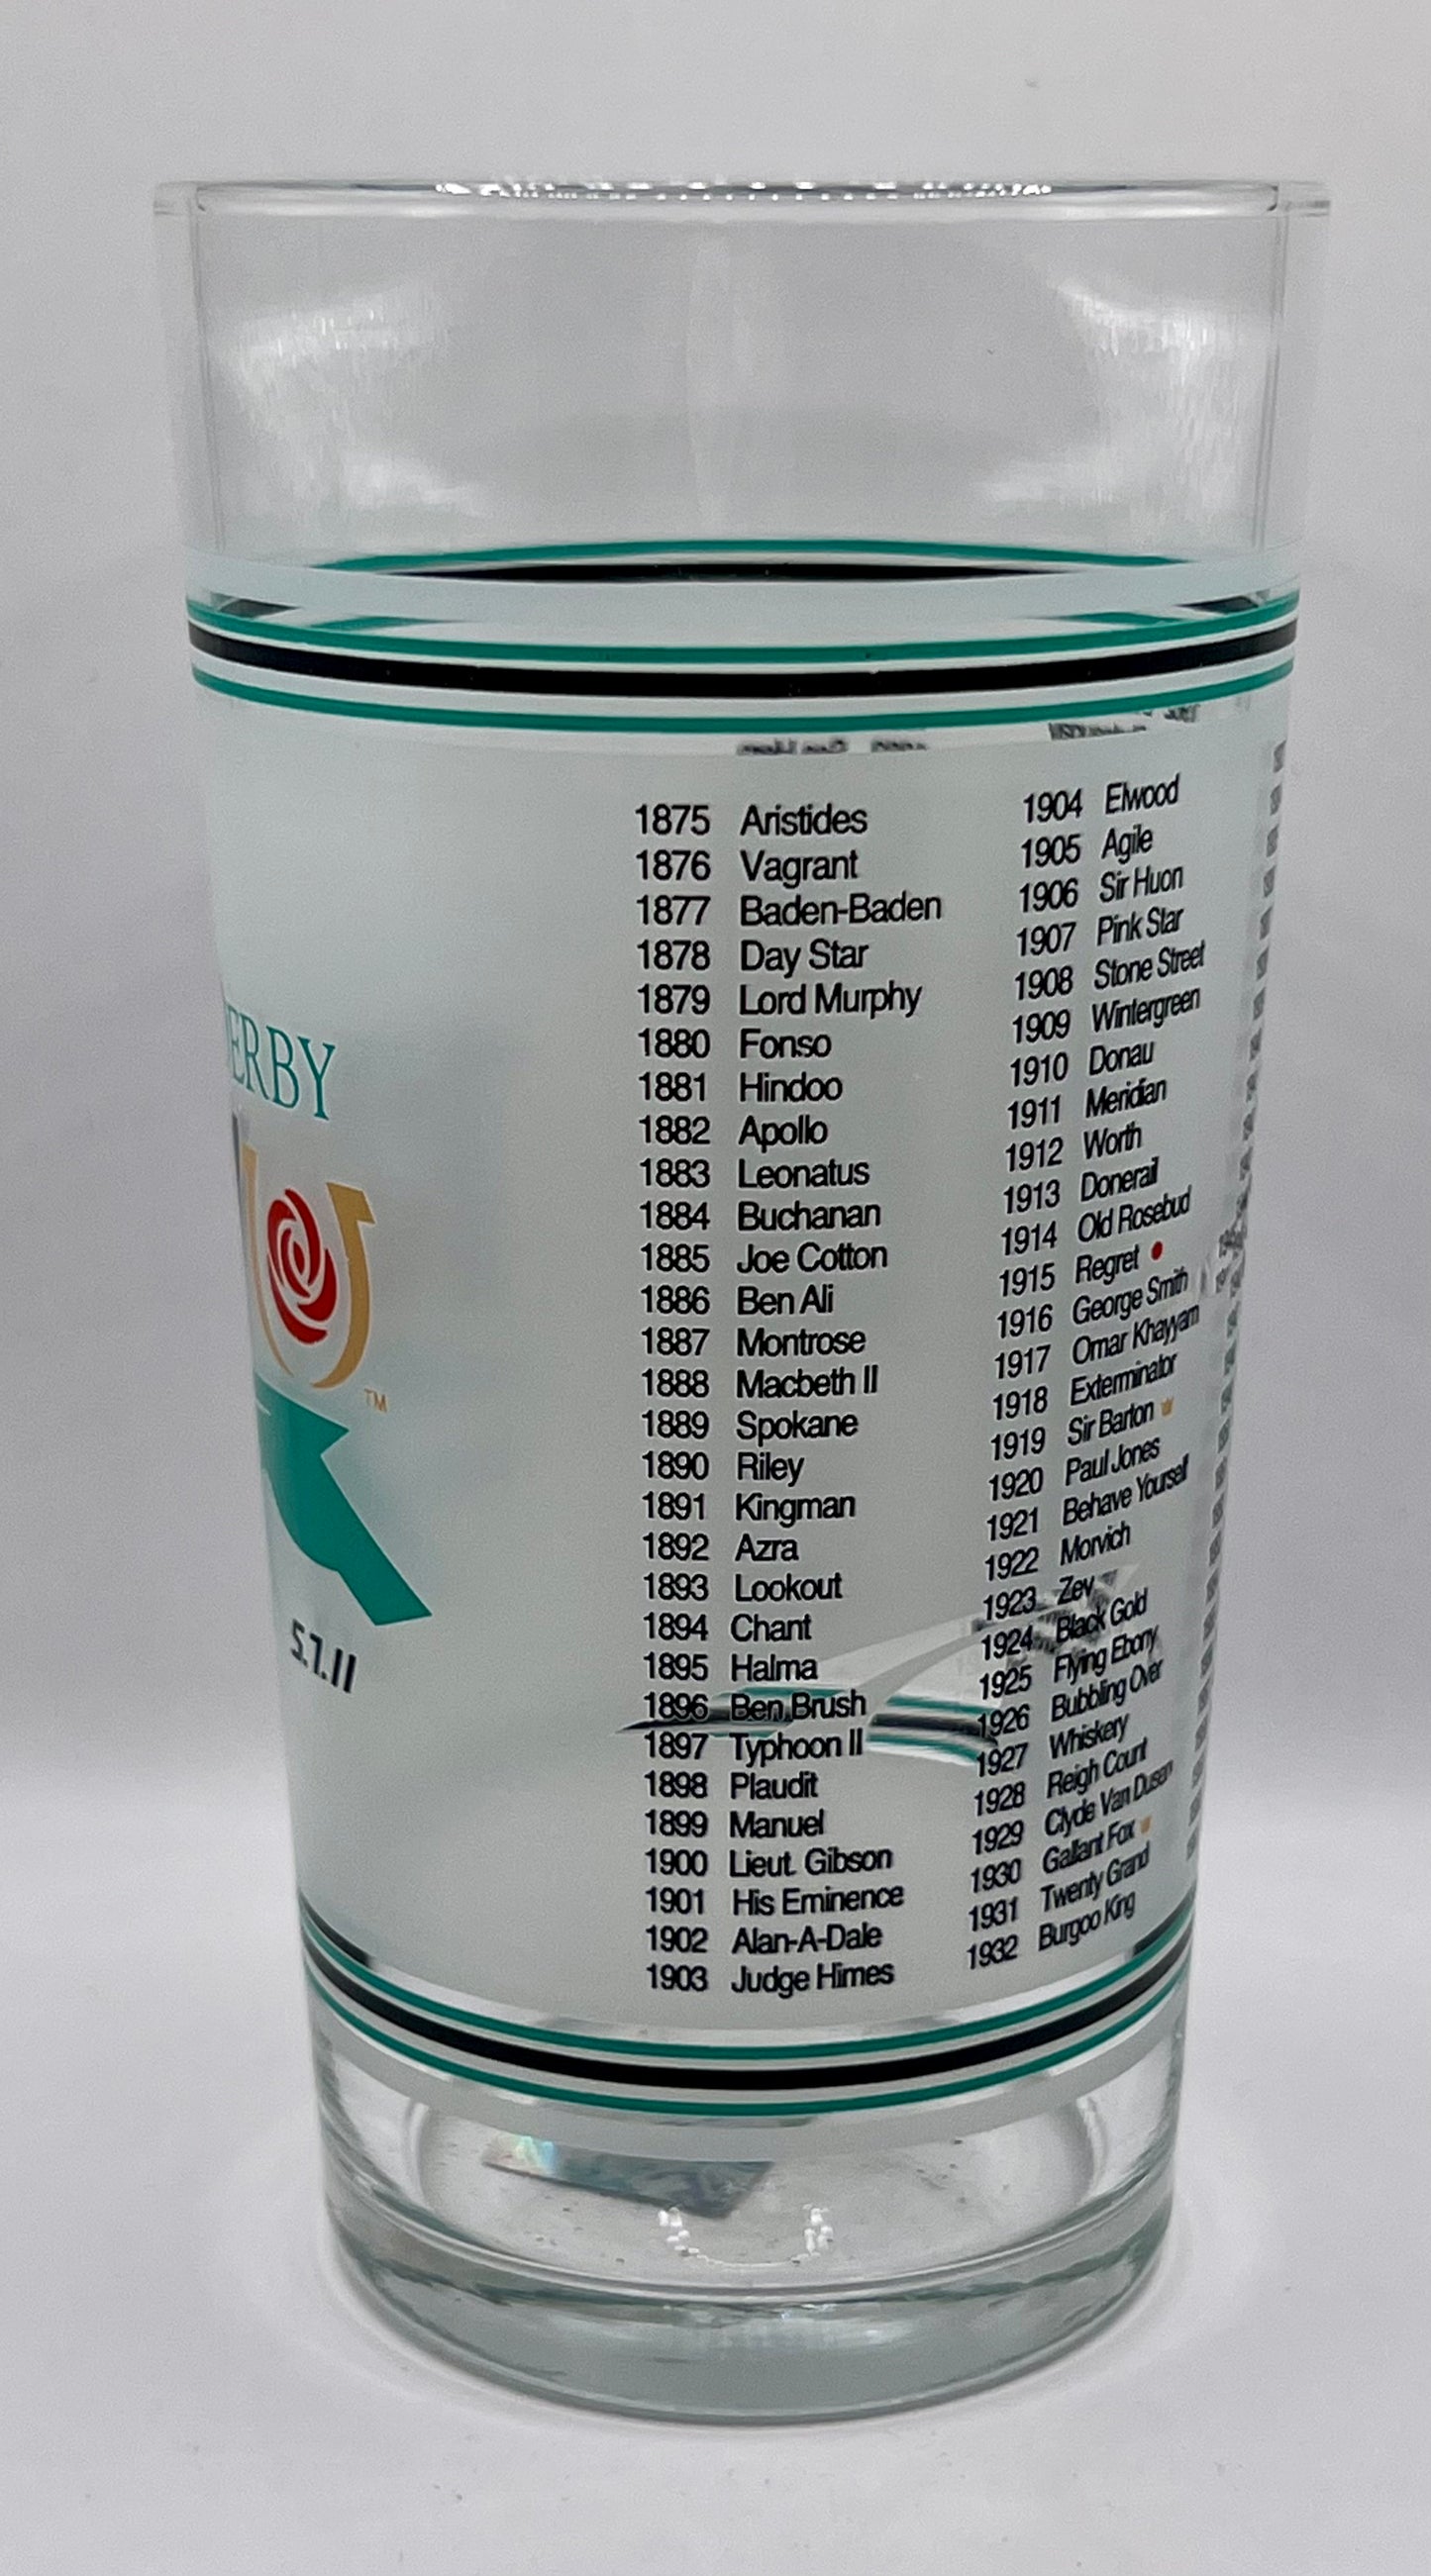 ERBY
TM
5.7.11
1875 Aristides
1876 Vagrant
1877 Baden-Baden
1878 Day Star
1879 Lord Murphy
1880 Fonso
1881 Hindoo
1882 Apollo
1883 Leonatus
1884 Buchanan
1885 Joe Cotton
1886 Ben Ali
1887 Montrose
1888 Macbeth II
1889 Spokane
1890 Riley
1891 Kingman
1892 Azra
1893 Lookout
1894 Chant
1895 Halma
1896 Ben Brush
1897 Typhoon II
1898 Plaudit
1899 Manuel
1900 Lieut. Gibson
1901 His Eminence
1902 Alan-A-Dale
1903 Judge Himes
1904 Elwood
1905 Agile
1906 Sir Huon
1907 Pink Star
1908 Stone Street
1909 Wintergreen
1910 Donau
1911 Meridian
1912 Worth
1913 Donerail
1914 Old Rosebud
1915 Regret
1916 George Smith
1917 Omar Khayyam
1918 Exterminator
1919 Sir Barton
1920 Paul Jones
1921 Behave Yourself
1922 Morvich
1923 Zev
1924 Black Gold
1925 Flying Ebony
1926 Bubbling Over
1927 Whiskery
1928 Reigh Count
1929 Clyde Van Dusen
1930 Gallant Fox
1931 Twenty Grand
1932 Burgoo King